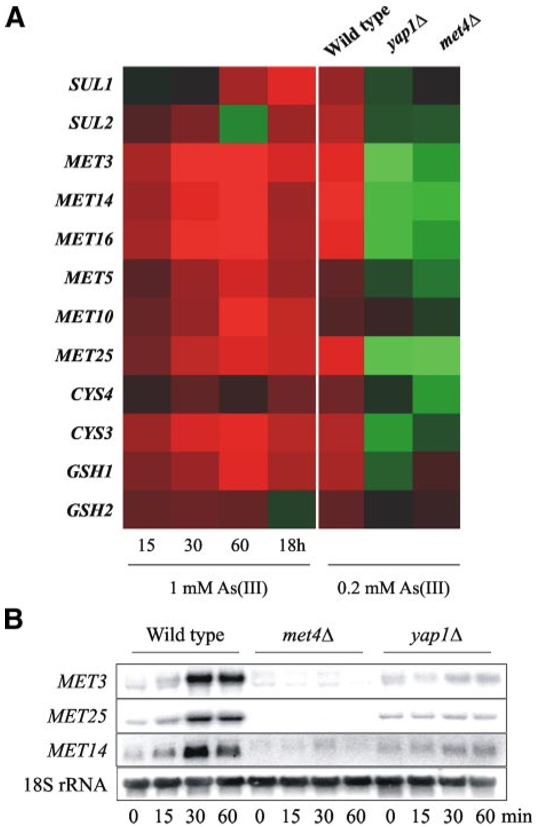 A
Wild type yap1Δ met4Δ
SUL1
SUL2
MET3
MET14
MET16
MET5
MET10
MET25
CYS4
CYS3
GSH1
GSH2
15 30 60 18h
1 mM As(III) 0.2 mM As(III)
B
Wild type met4Δ yap1Δ
MET3
MET25
MET14
18S rRNA
0 15 30 60 0 15 30 60 0 15 30 60 min